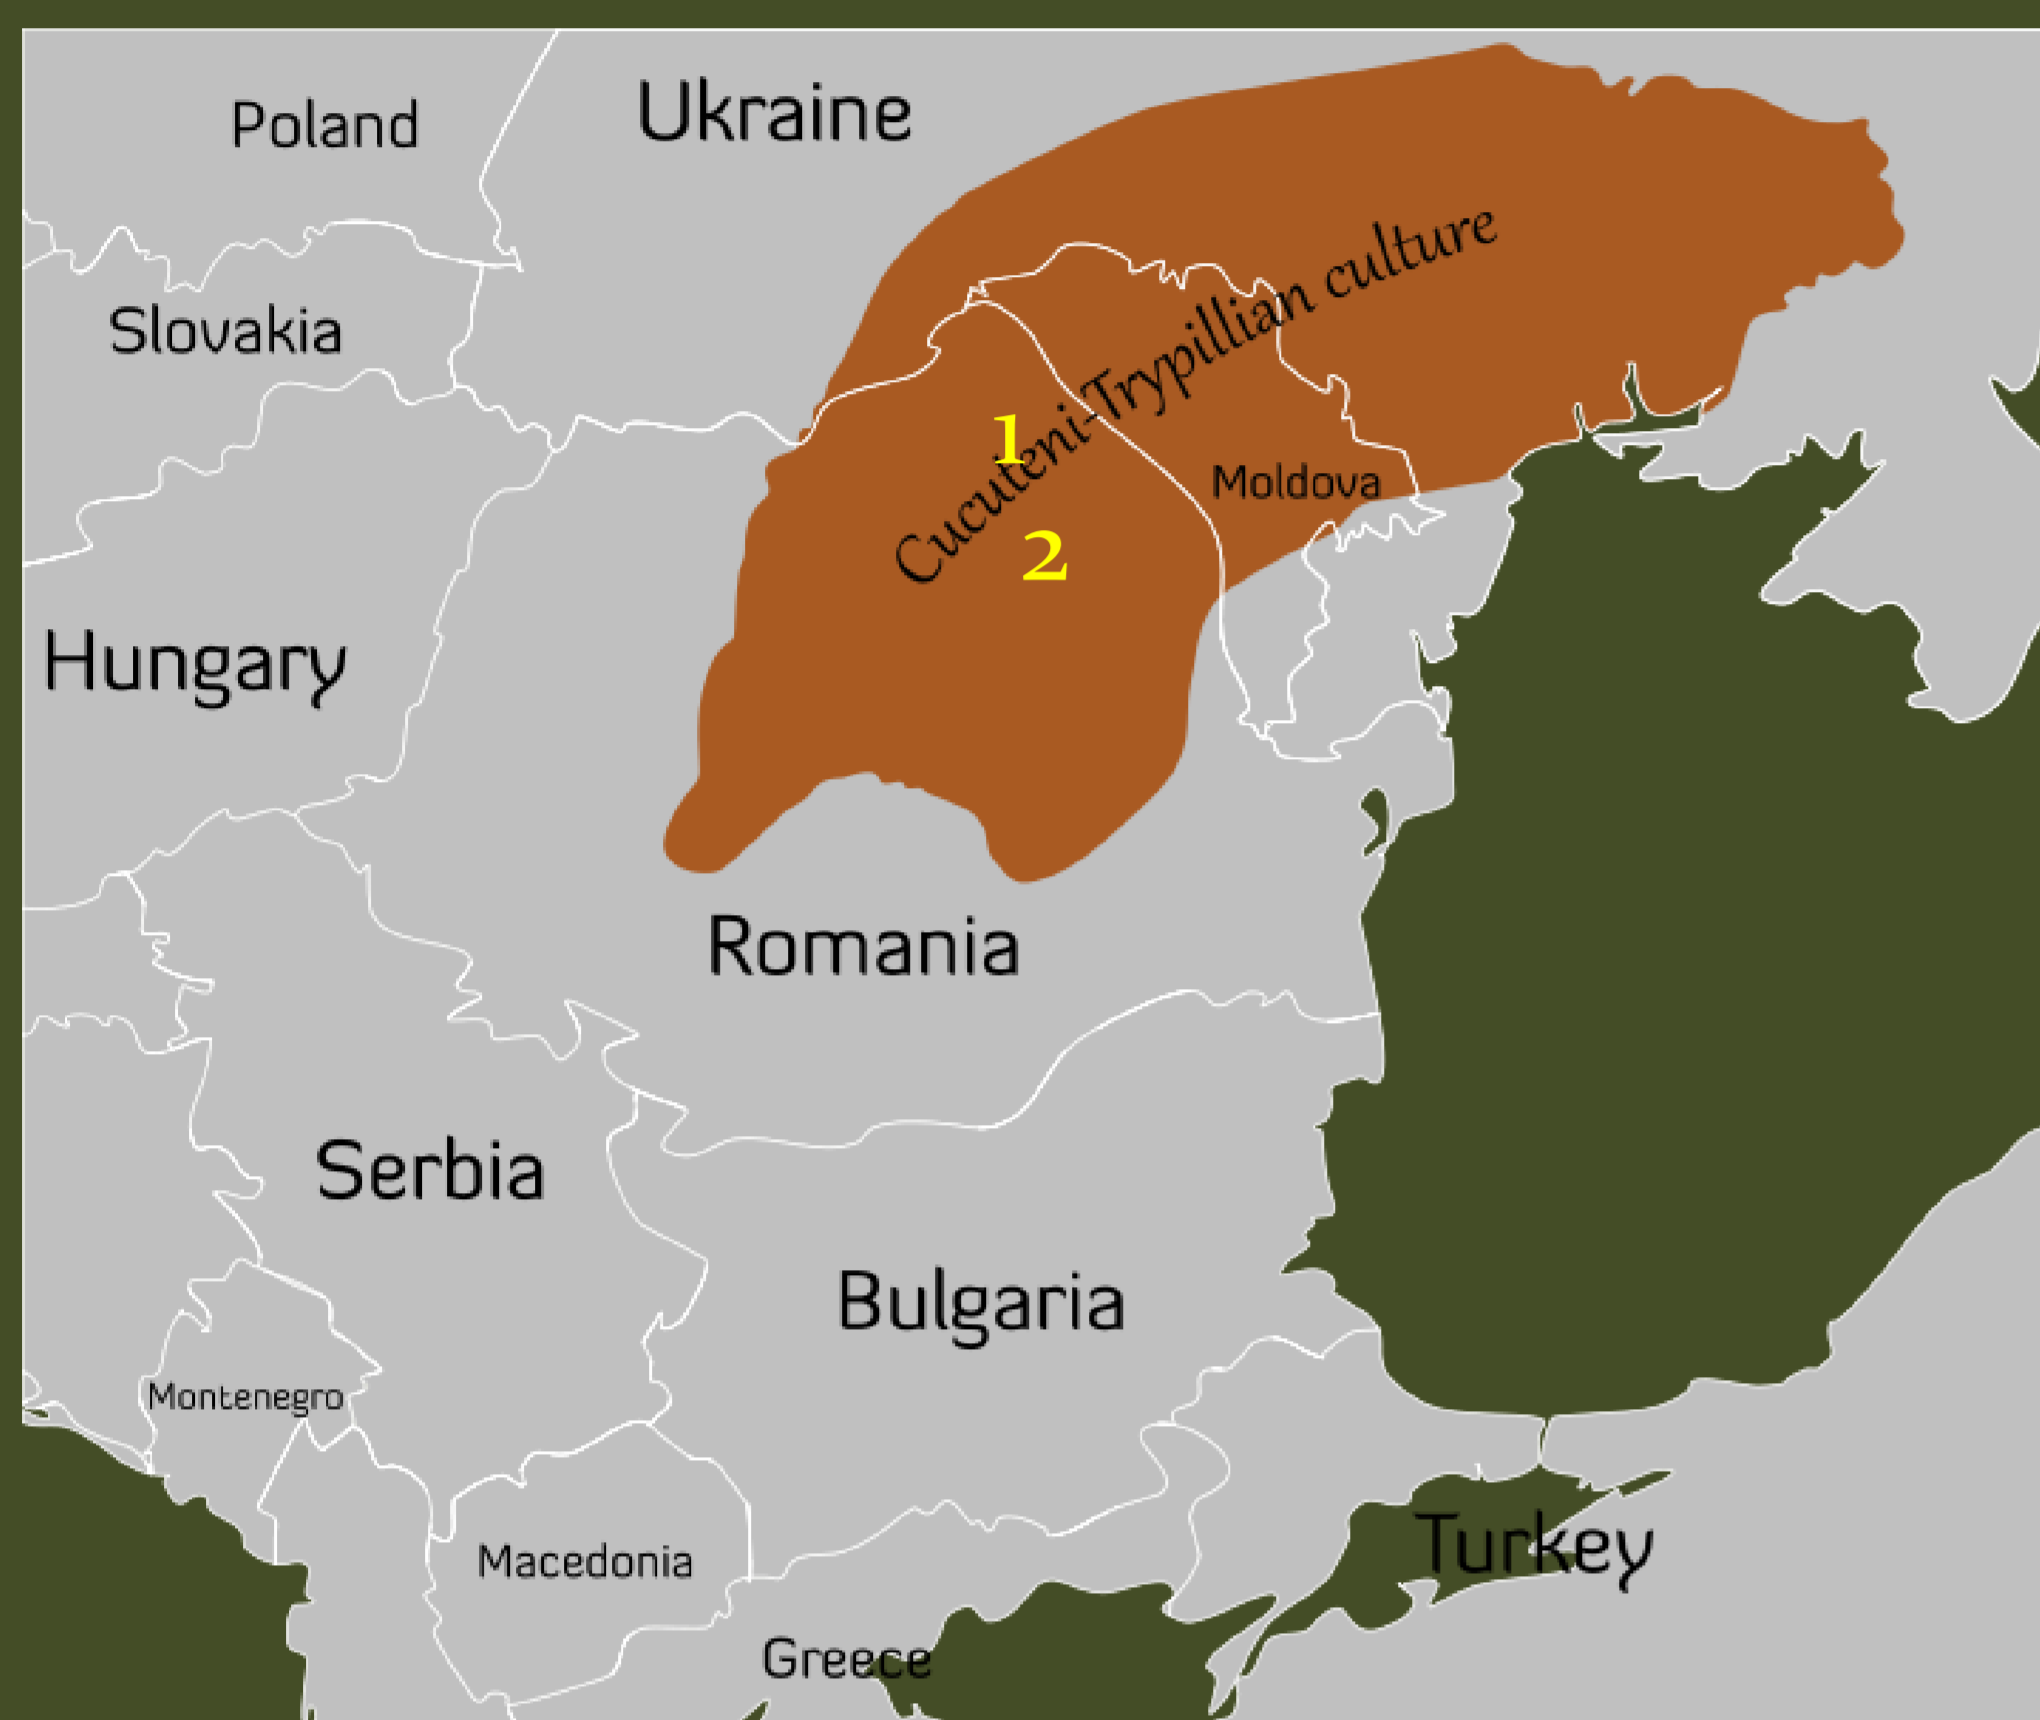 Poland
Ukraine
Slovakia
Cucuteni-Trypillian culture
1
Moldova
2
Hungary
Romania
Serbia
Bulgaria
Montenegro
Macedonia
Turkey
Greece